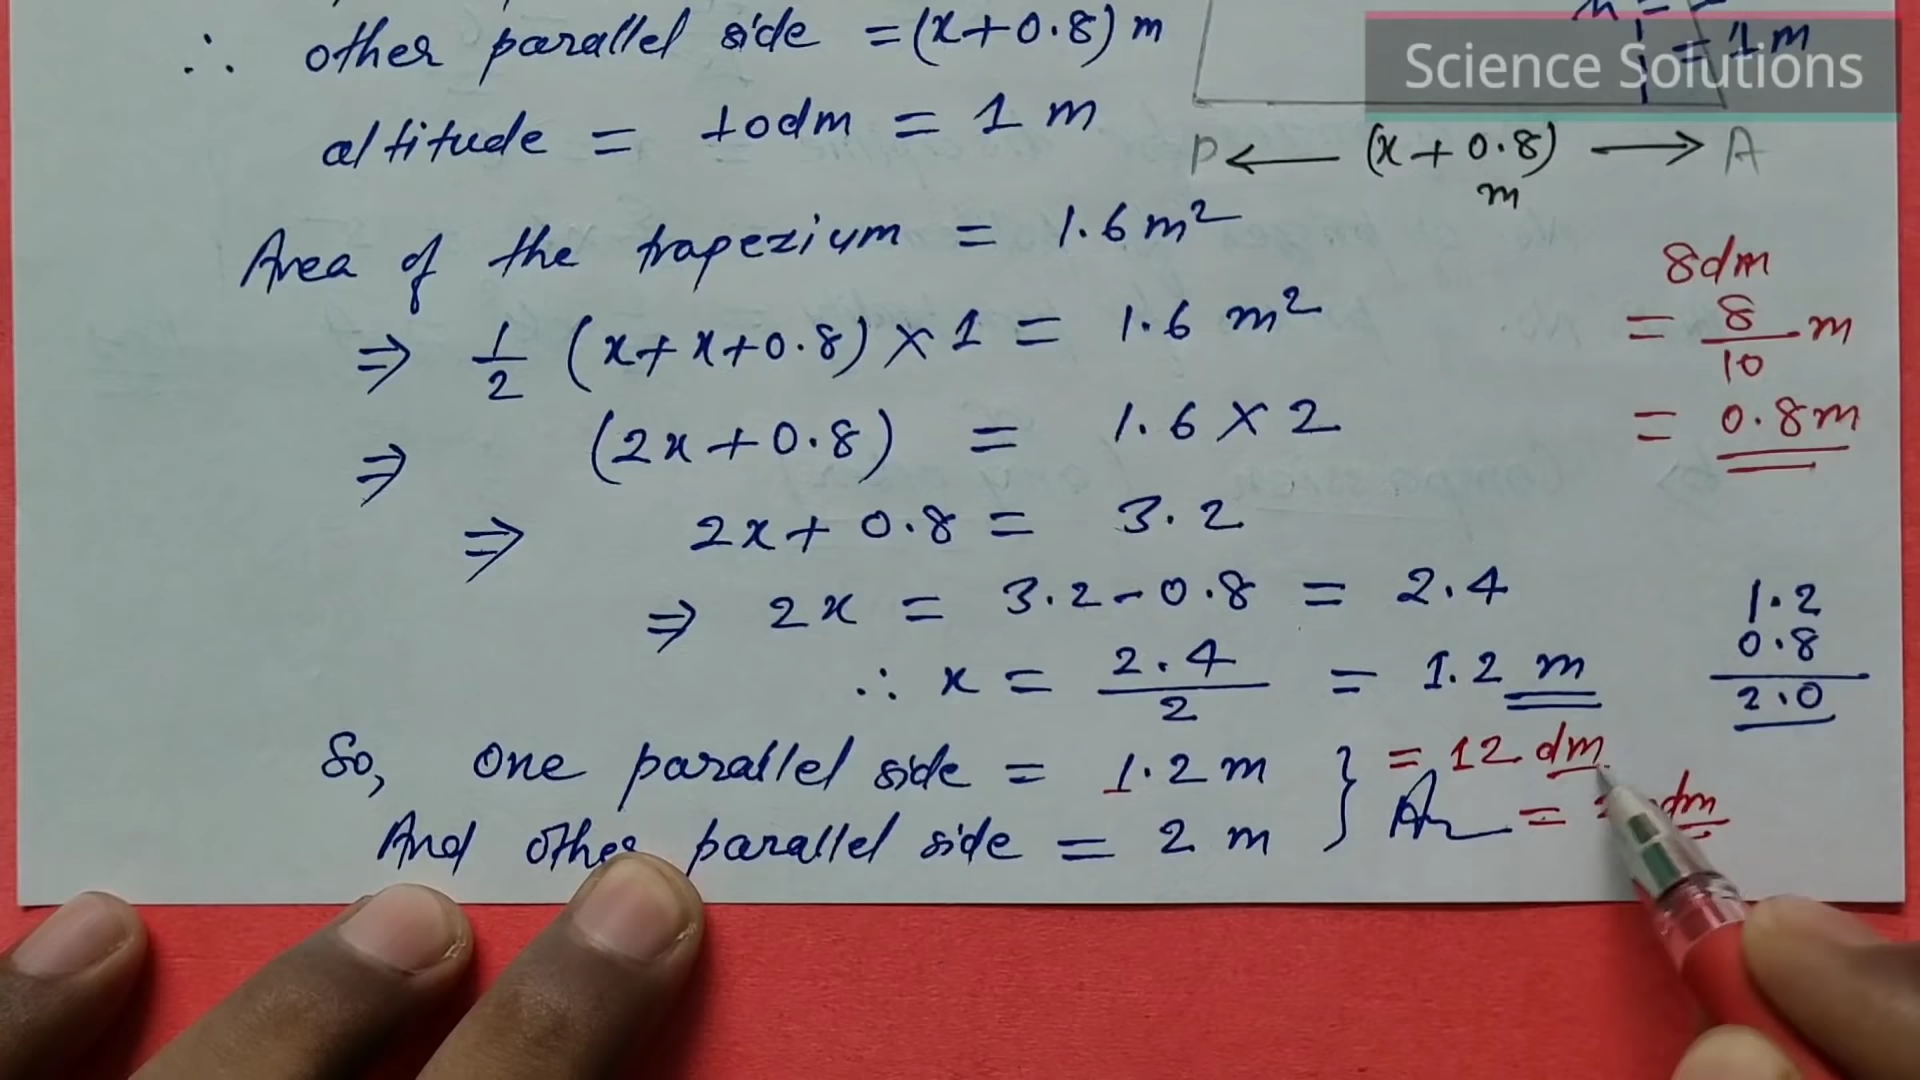 ∴ other parallel side = (x+0.8) m
= 1 m
Science Solutions
altitude = 10dm = 1 m
P ← (x+0.8) → A
m
Area of the trapezium = 1.6 m²
⇒ 1/2 (x+x+0.8) × 1 = 1.6 m²
⇒ (2x+0.8) = 1.6 × 2
⇒ 2x+0.8 = 3.2
⇒ 2x = 3.2-0.8 = 2.4
∴ x = 2.4/2 = 1.2 m
So, One parallel side = 1.2 m } = 12 dm
And other parallel side = 2 m = dm
8dm
= 8/10 m
= 0.8m
1.2
0.8
2.0